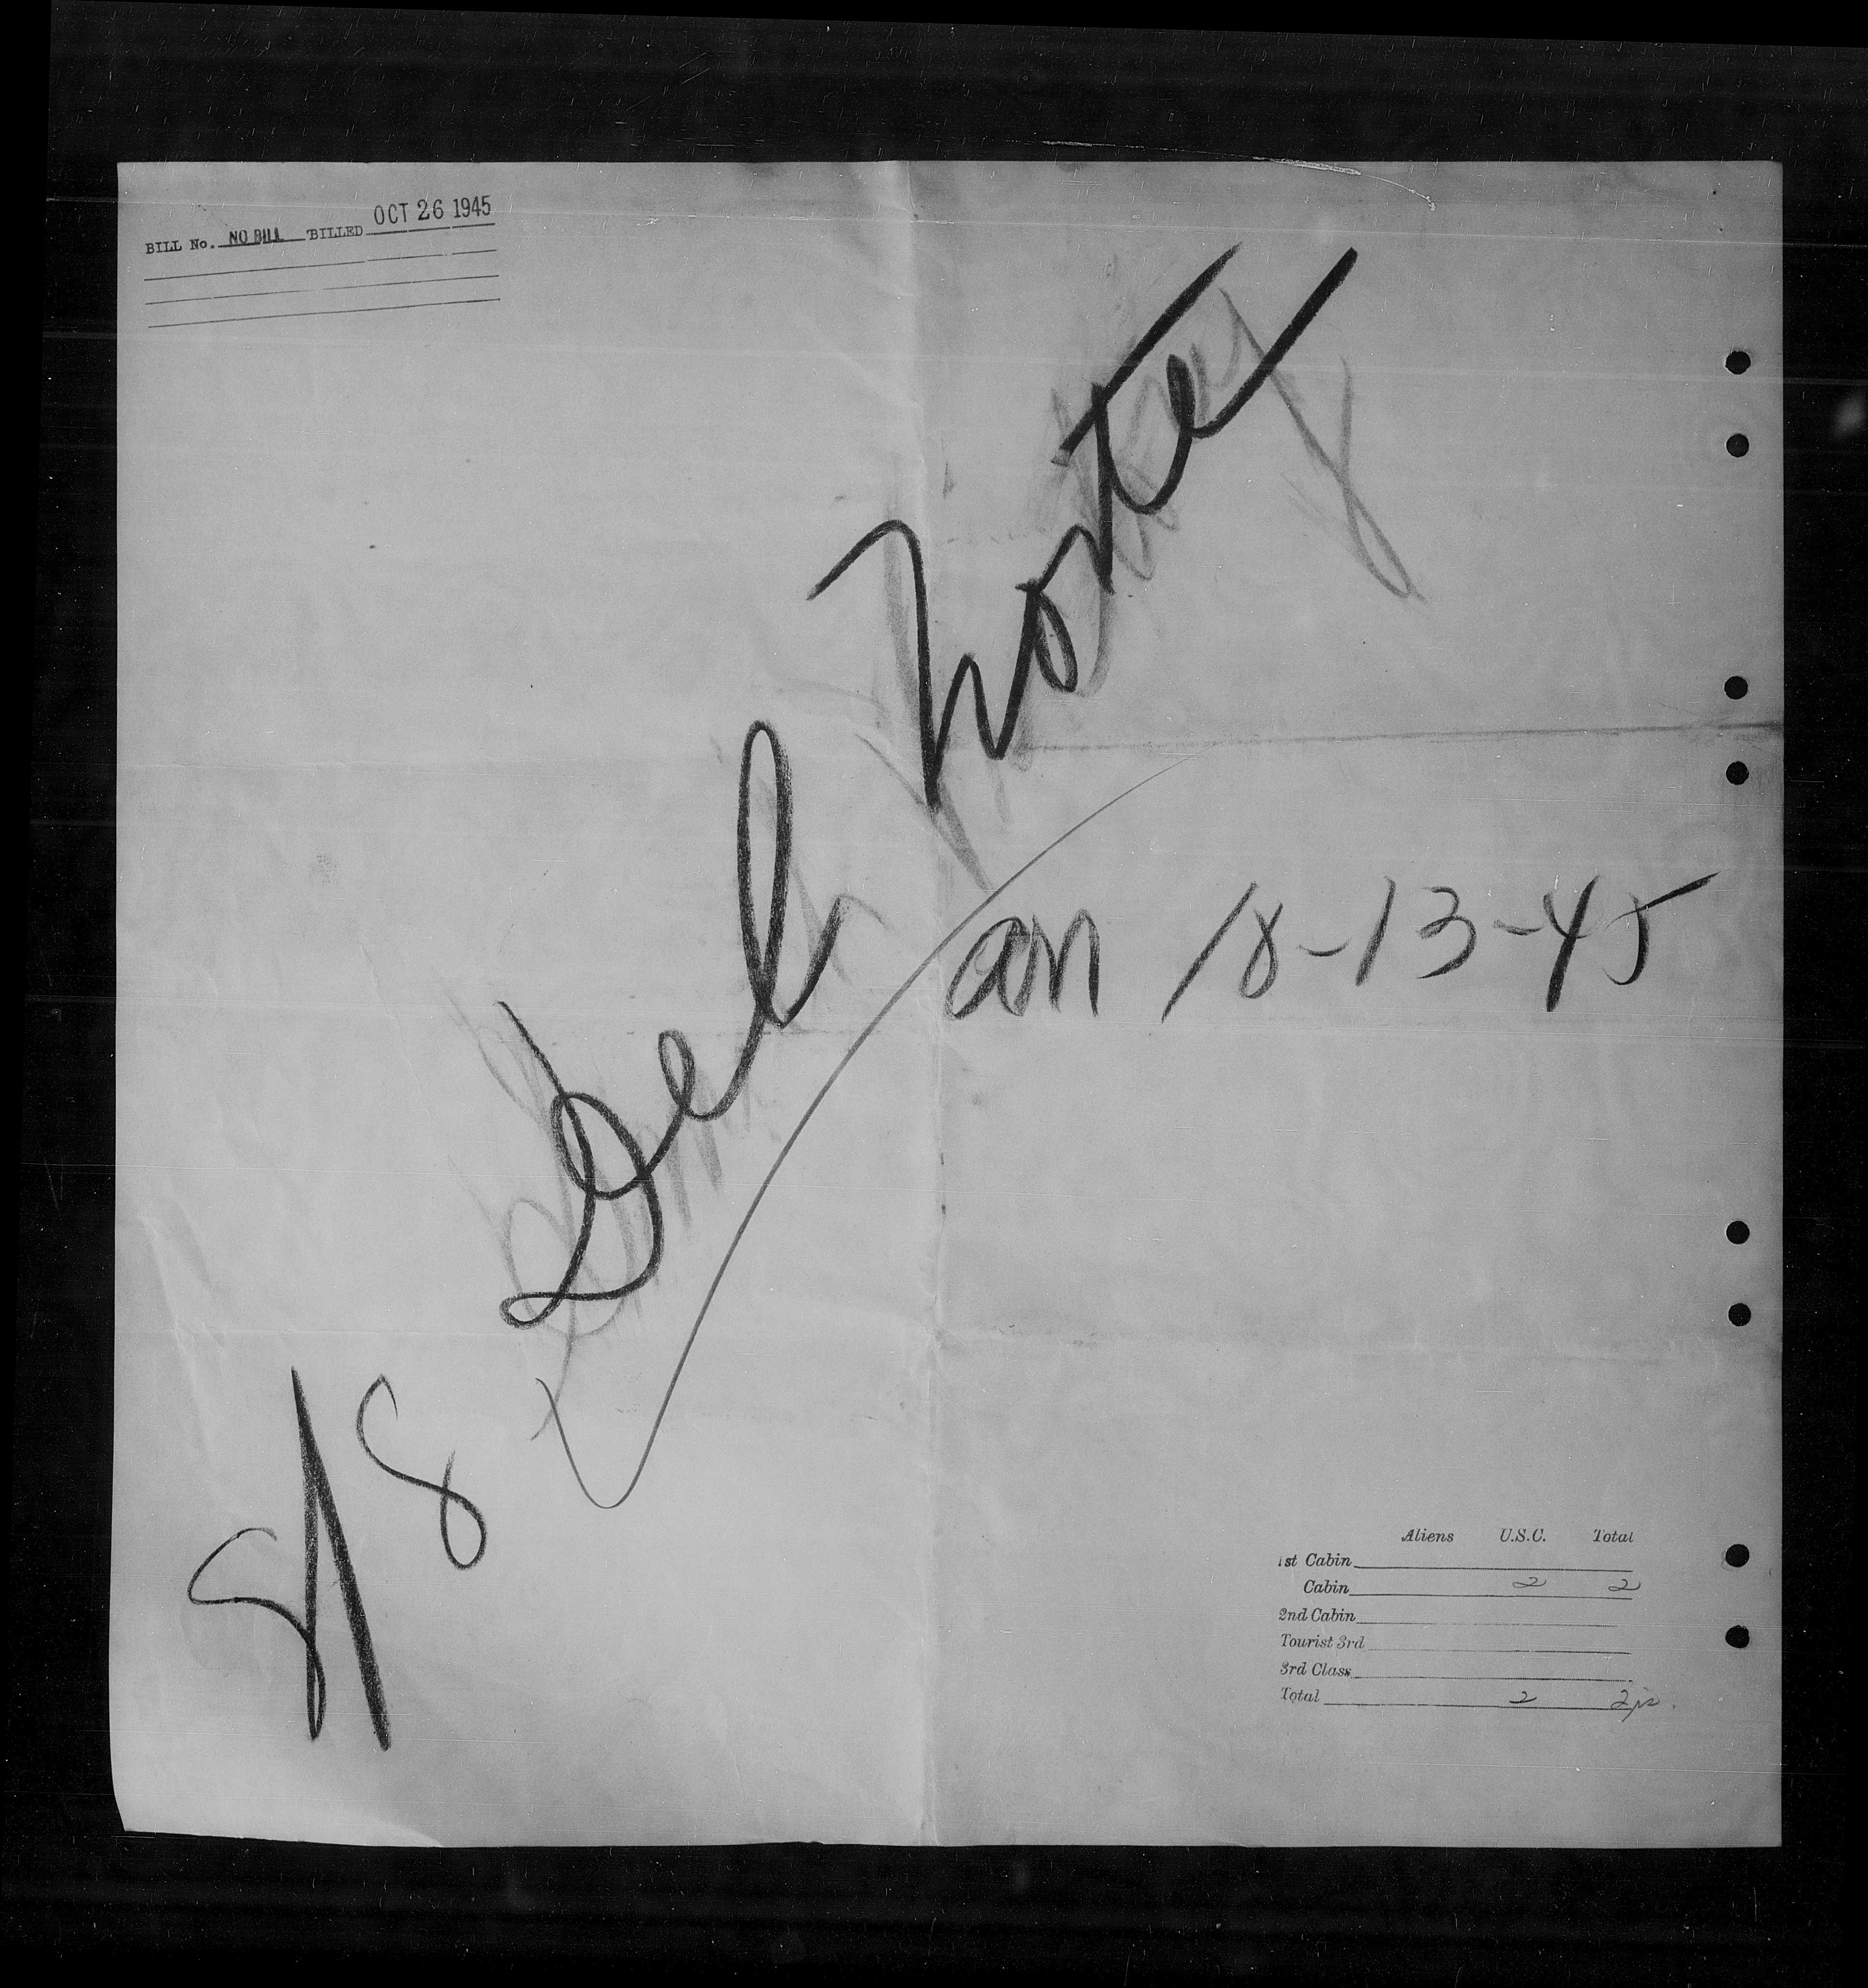 BILL No. NO BILL BILLED OCT 26 1945
S/S Del Norte
arr 10-13-45
Aliens U.S.C. Total
1st Cabin
Cabin 2 2
2nd Cabin
Tourist 3rd
3rd Class
Total 2 2